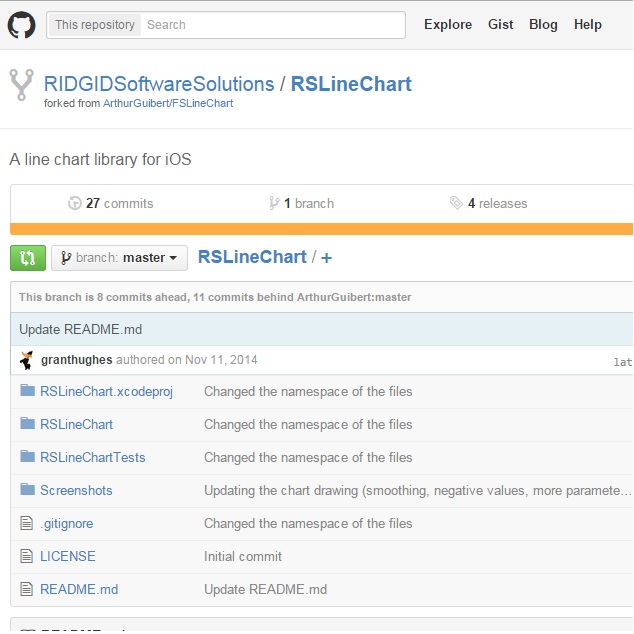 This repository Search Explore Gist Blog Help
RIDGIDSoftwareSolutions / RSLineChart
forked from ArthurGuibert/FSLineChart
A line chart library for iOS
27 commits 1 branch 4 releases
branch: master RSLineChart / +
This branch is 8 commits ahead, 11 commits behind ArthurGuibert:master
Update README.md
granthughes authored on Nov 11, 2014 lat
RSLineChart.xcodeproj Changed the namespace of the files
RSLineChart Changed the namespace of the files
RSLineChartTests Changed the namespace of the files
Screenshots Updating the chart drawing (smoothing, negative values, more paramete...
.gitignore Changed the namespace of the files
LICENSE Initial commit
README.md Update README.md